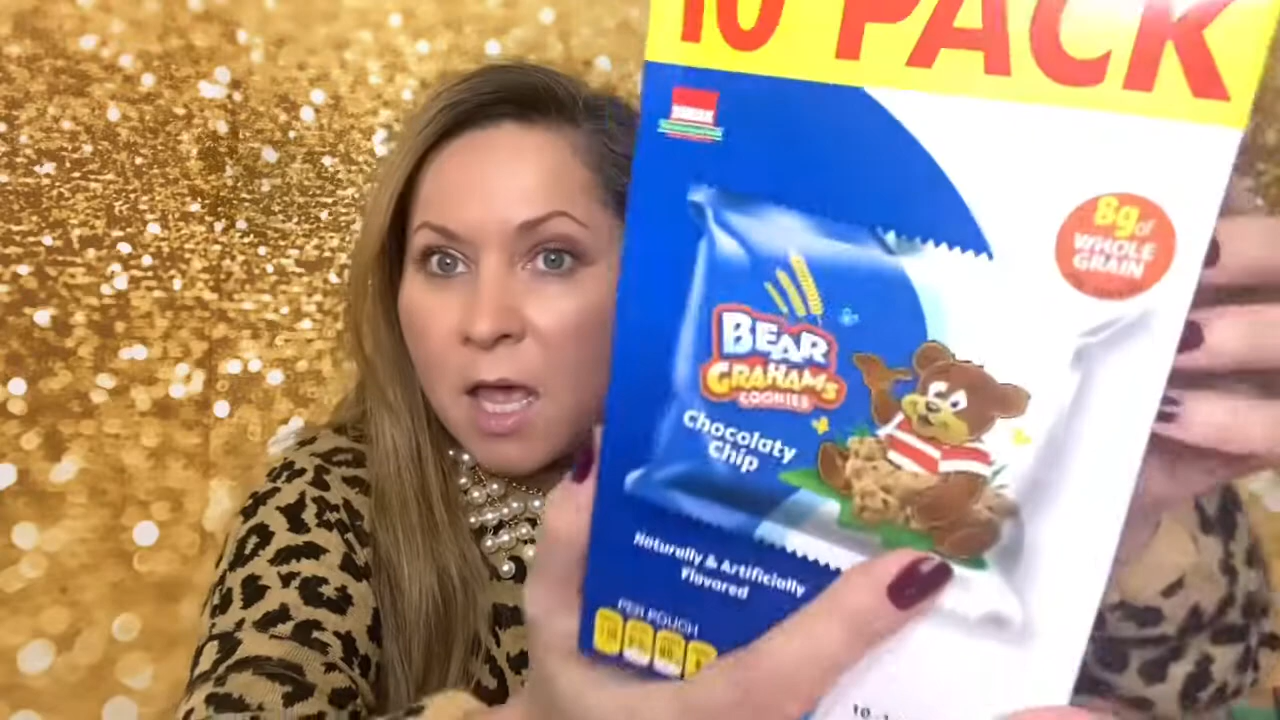 10 PACK
8g of
WHOLE
GRAIN
BEAR
GRAHAMS
COOKIES
Chocolaty
Chip
Naturally & Artificially
Flavored
PER POUCH